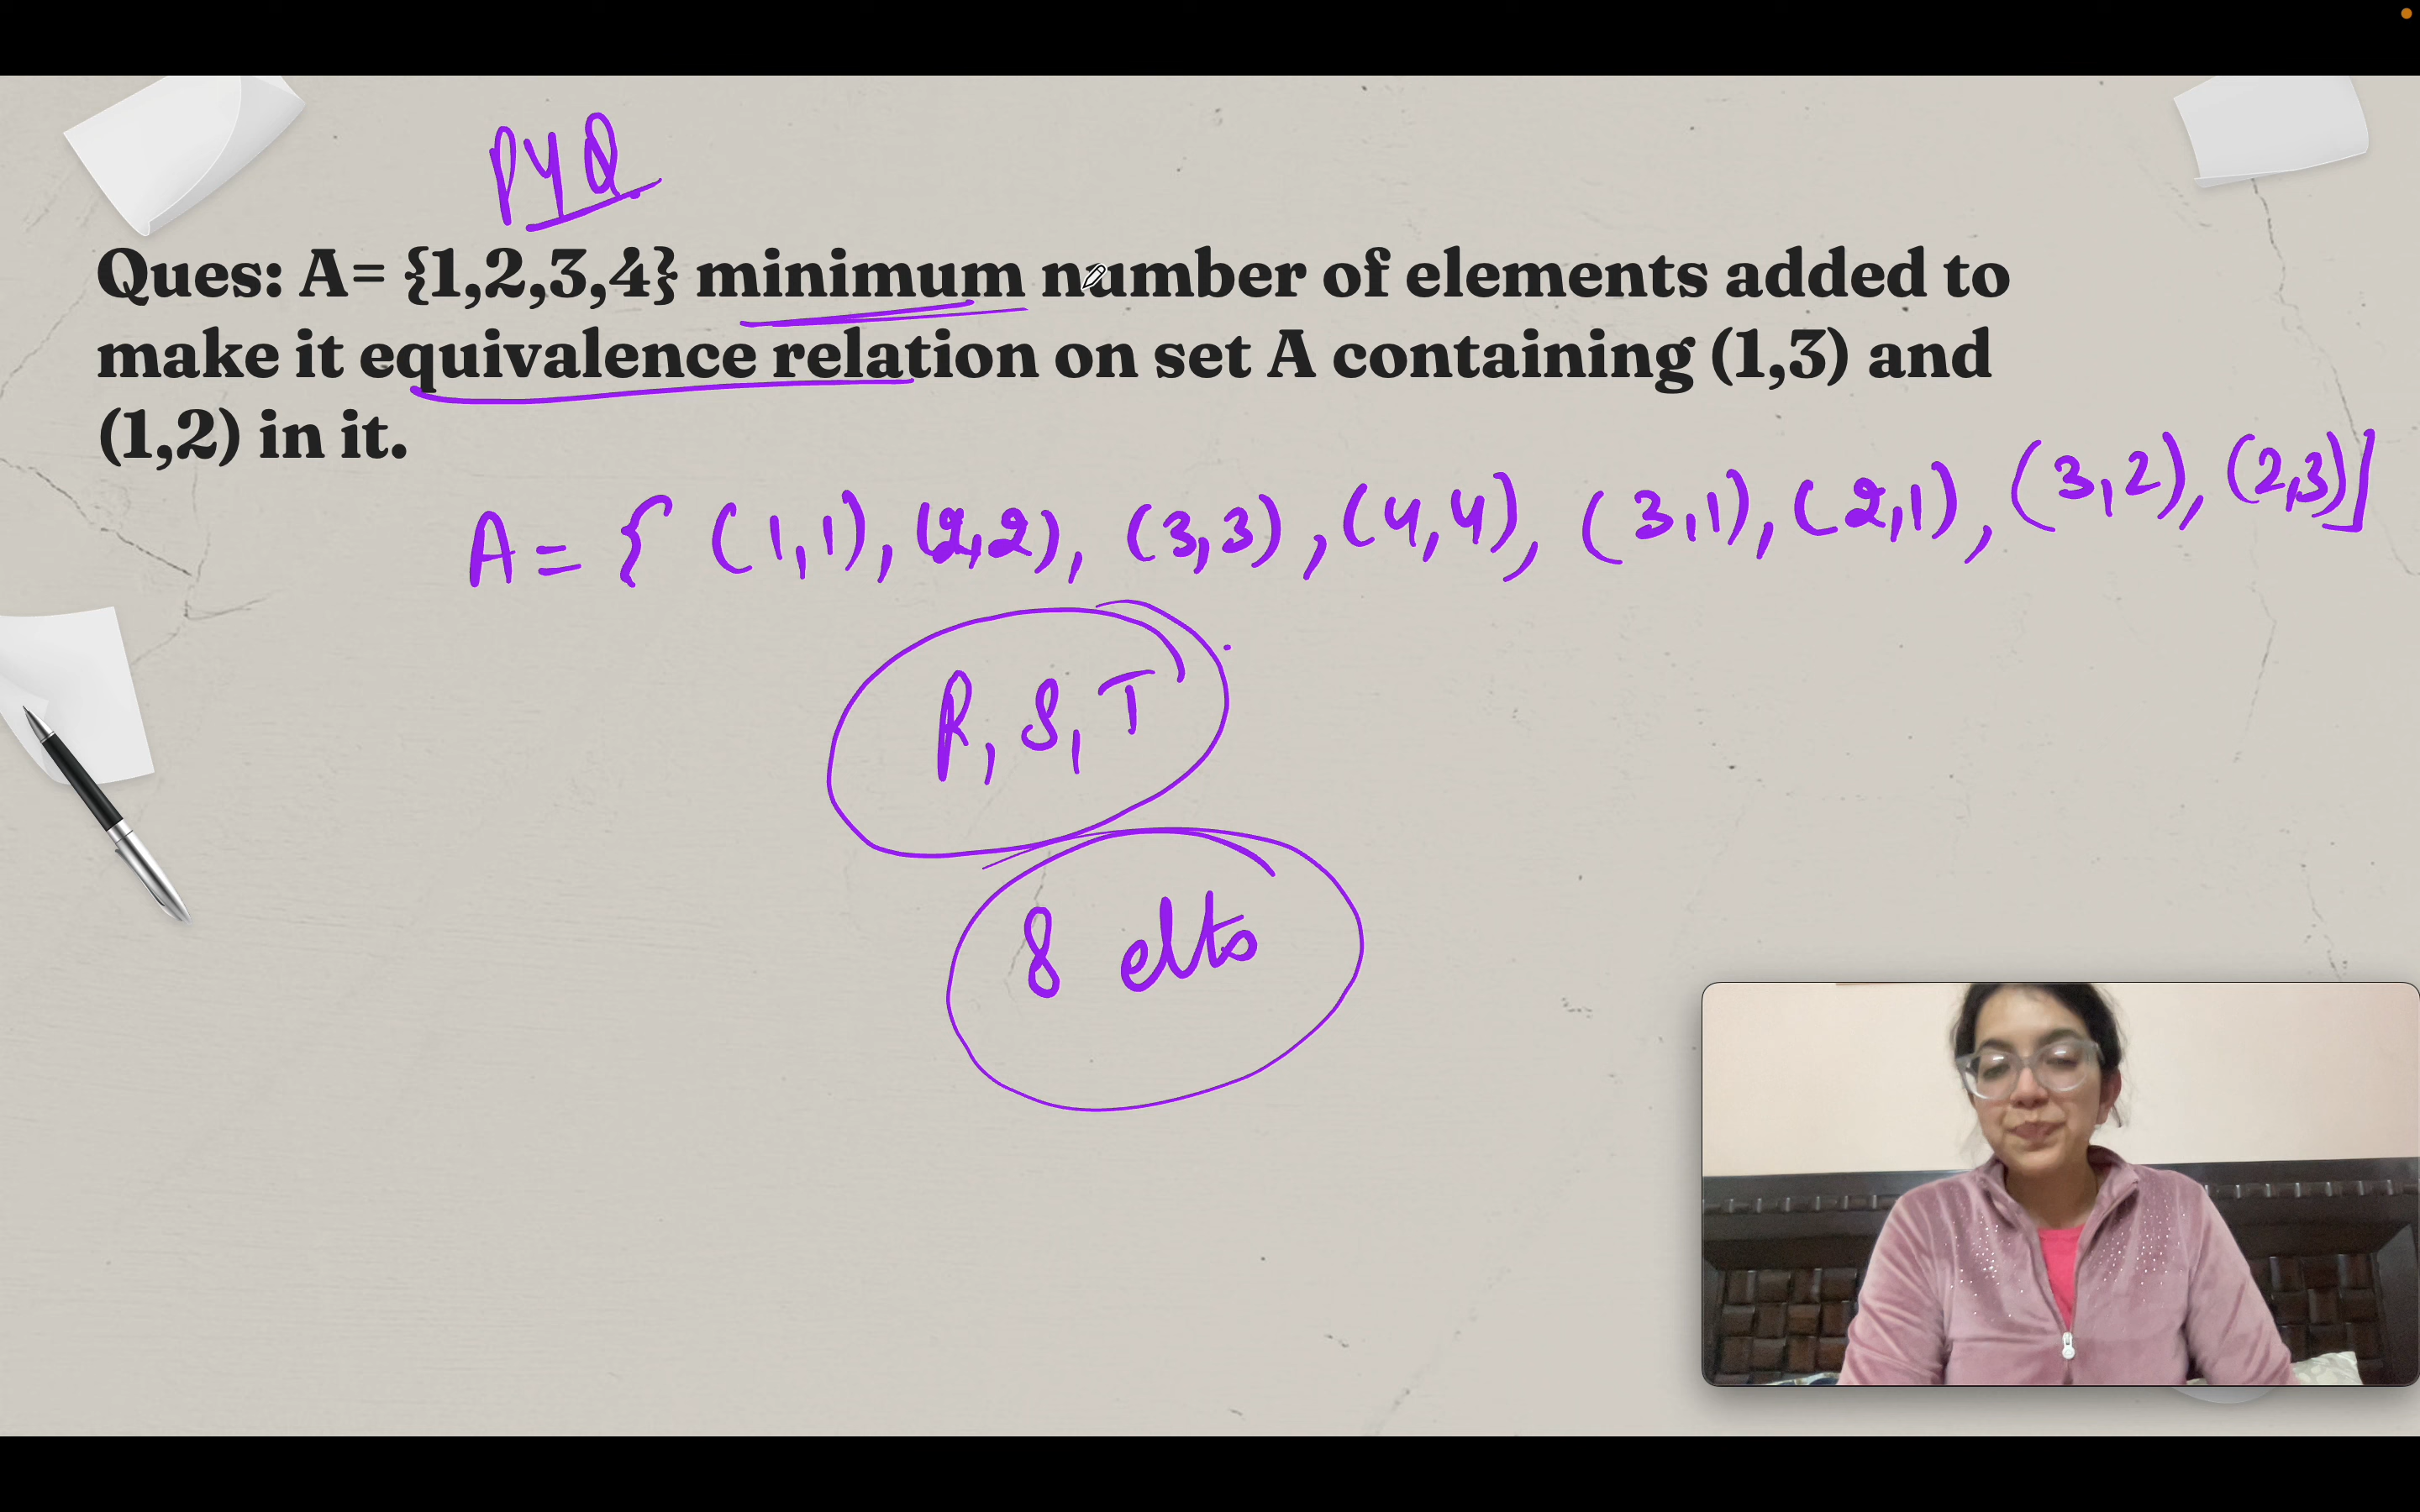 PYQ
Ques: A= {1,2,3,4} minimum number of elements added to
make it equivalence relation on set A containing (1,3) and
(1,2) in it.
A = { (1,1), (2,2), (3,3), (4,4), (3,1), (2,1), (3,2), (2,3)]
R, S, T
8 elts